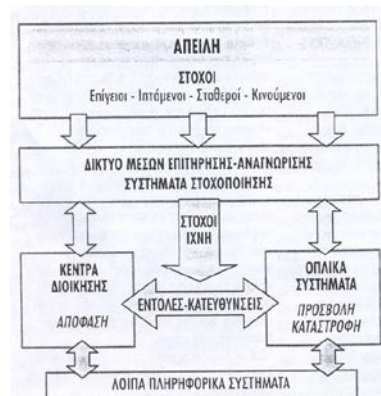 ΑΠΕΙΛΗ
ΣΤΟΧΟΙ
Επίγειοι - Ιπτάμενοι - Σταθεροί - Κινούμενοι
ΔΙΚΤΥΟ ΜΕΣΩΝ ΕΠΙΤΗΡΗΣΗΣ-ΑΝΑΓΝΩΡΙΣΗΣ
ΣΥΣΤΗΜΑΤΑ ΣΤΟΧΟΠΟΙΗΣΗΣ
ΣΤΟΧΟΙ
ΙΧΝΗ
ΚΕΝΤΡΑ
ΔΙΟΙΚΗΣΗΣ
ΑΠΟΦΑΣΗ
ΕΝΤΟΛΕΣ-ΚΑΤΕΥΘΥΝΣΕΙΣ
ΟΠΛΙΚΑ
ΣΥΣΤΗΜΑΤΑ
ΠΡΟΣΒΟΛΗ
ΚΑΤΑΣΤΡΟΦΗ
ΛΟΙΠΑ ΠΛΗΡΗΦΟΡΙΚΑ ΣΥΣΤΗΜΑΤΑ